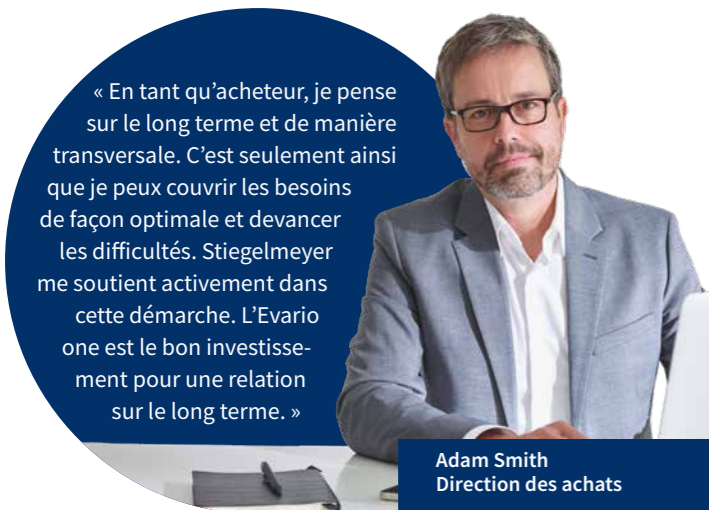 « En tant qu’acheteur, je pense
sur le long terme et de manière
transversale. C’est seulement ainsi
que je peux couvrir les besoins
de façon optimale et devancer
les difficultés. Stiegelmeyer
me soutient activement dans
cette démarche. L’Evario
one est le bon investisse-
ment pour une relation
sur le long terme. »
Adam Smith
Direction des achats